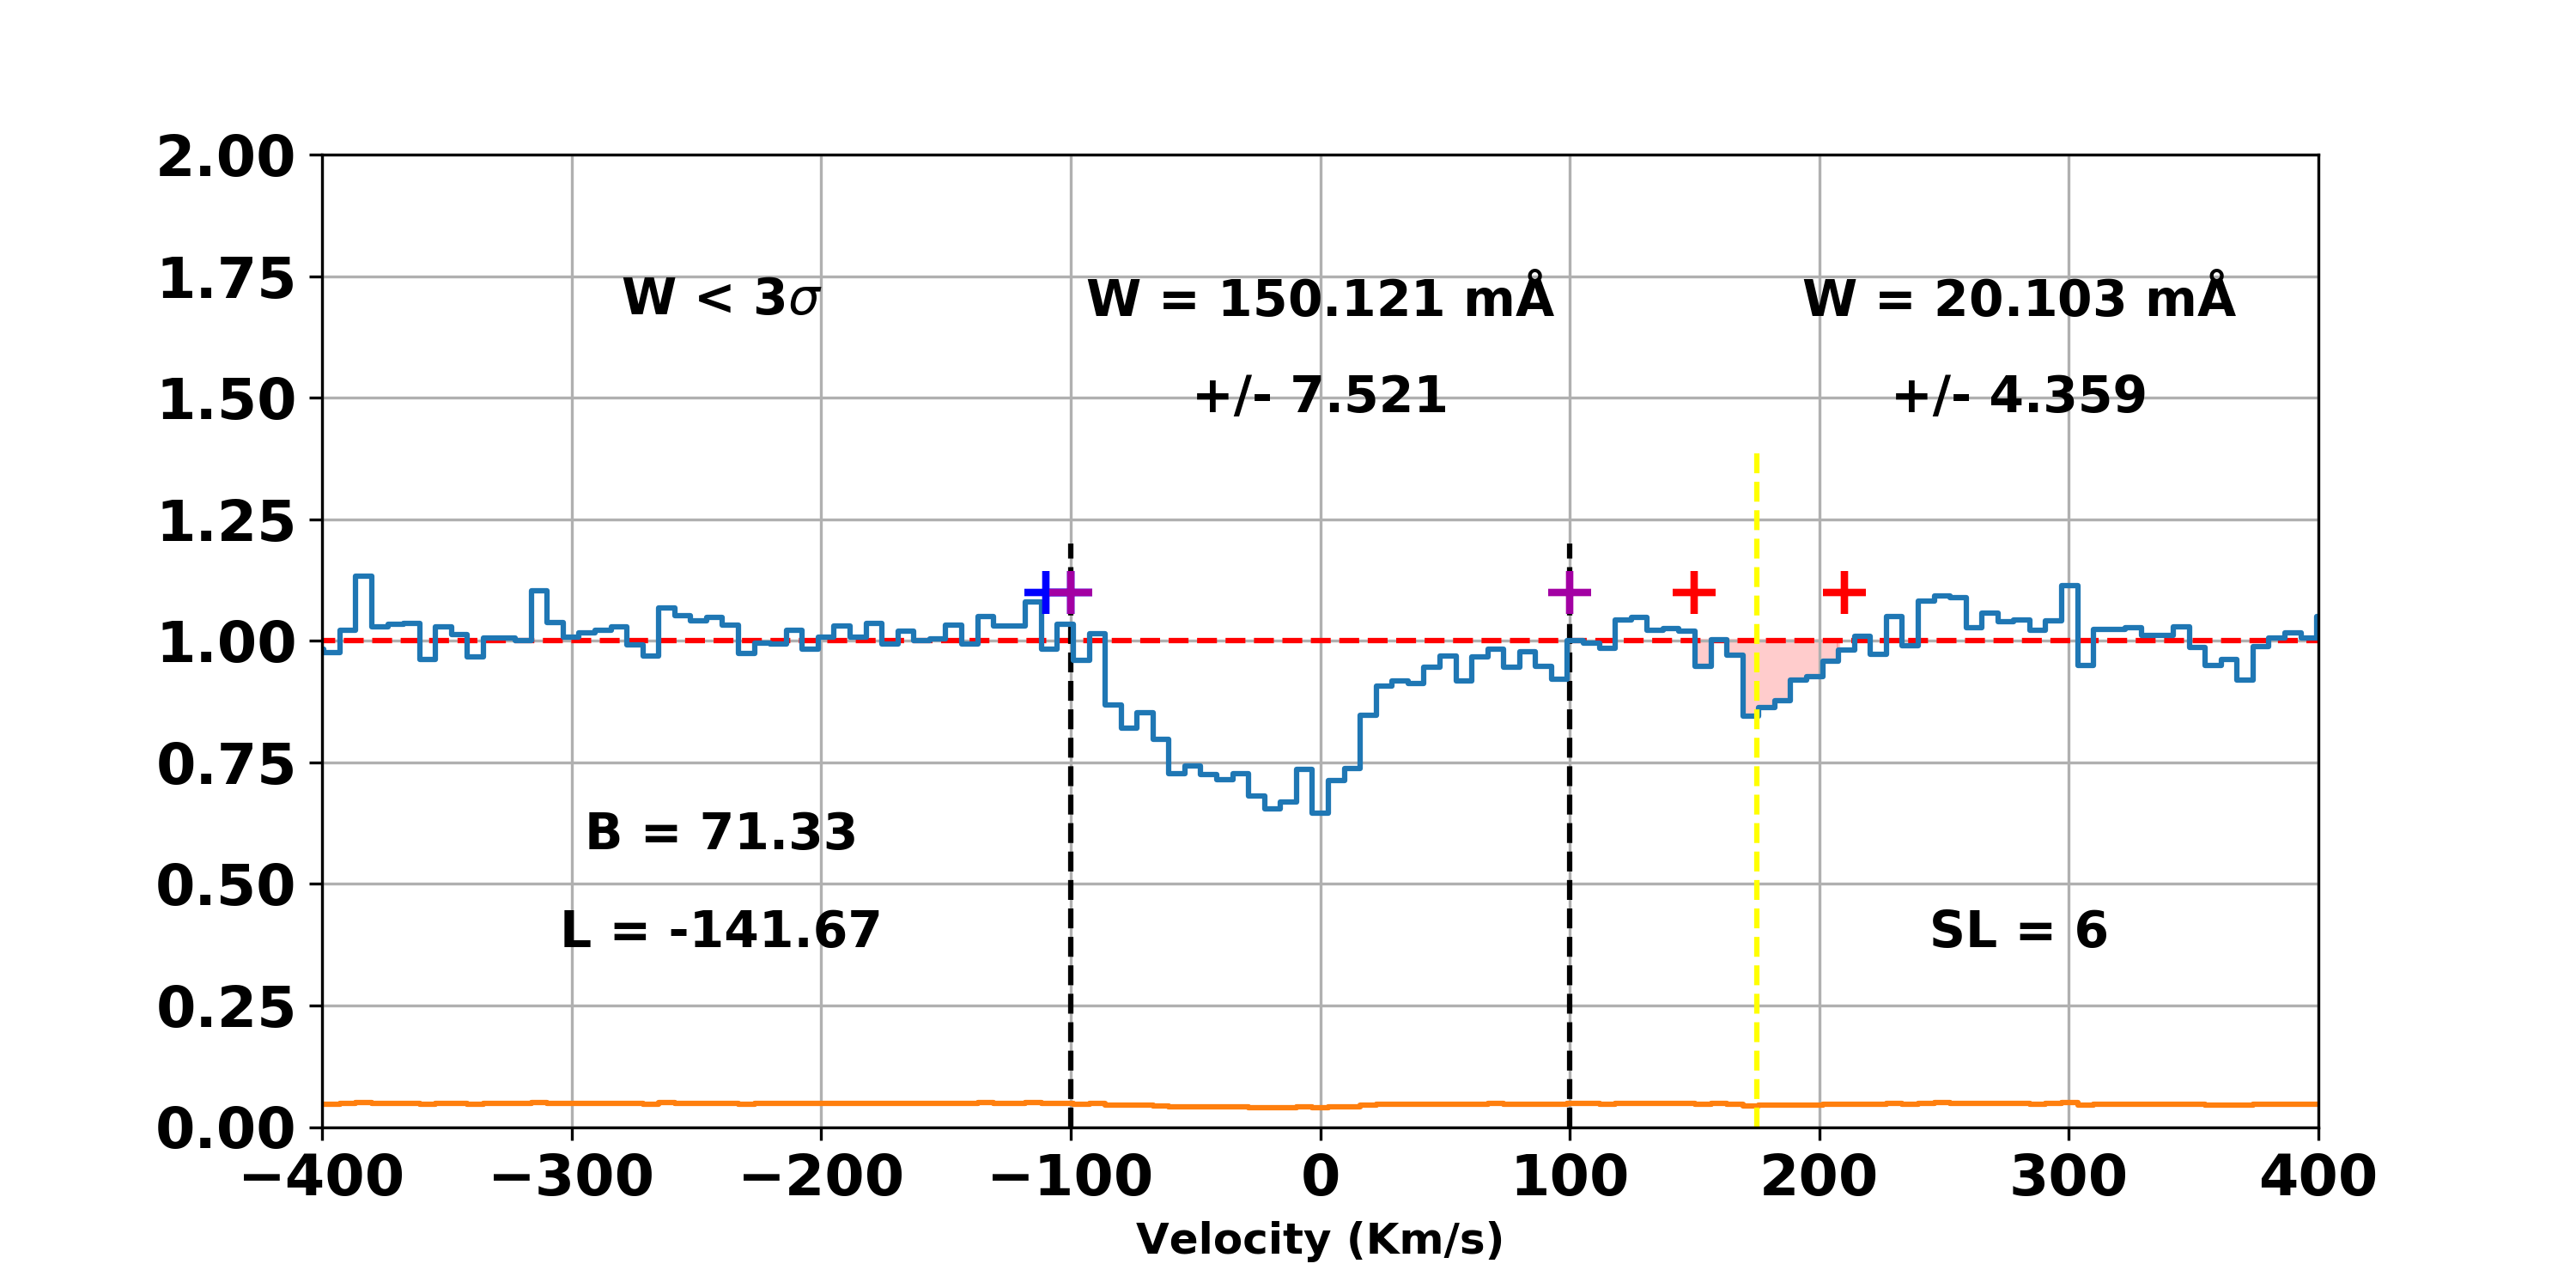 2.00
1.75
1.50
1.25
1.00
0.75
0.50
0.25
0.00
W < 3σ
W = 150.121 mÅ
+/- 7.521
W = 20.103 mÅ
+/- 4.359
B = 71.33
L = -141.67
SL = 6
−400 −300 −200 −100 0 100 200 300 400
Velocity (Km/s)